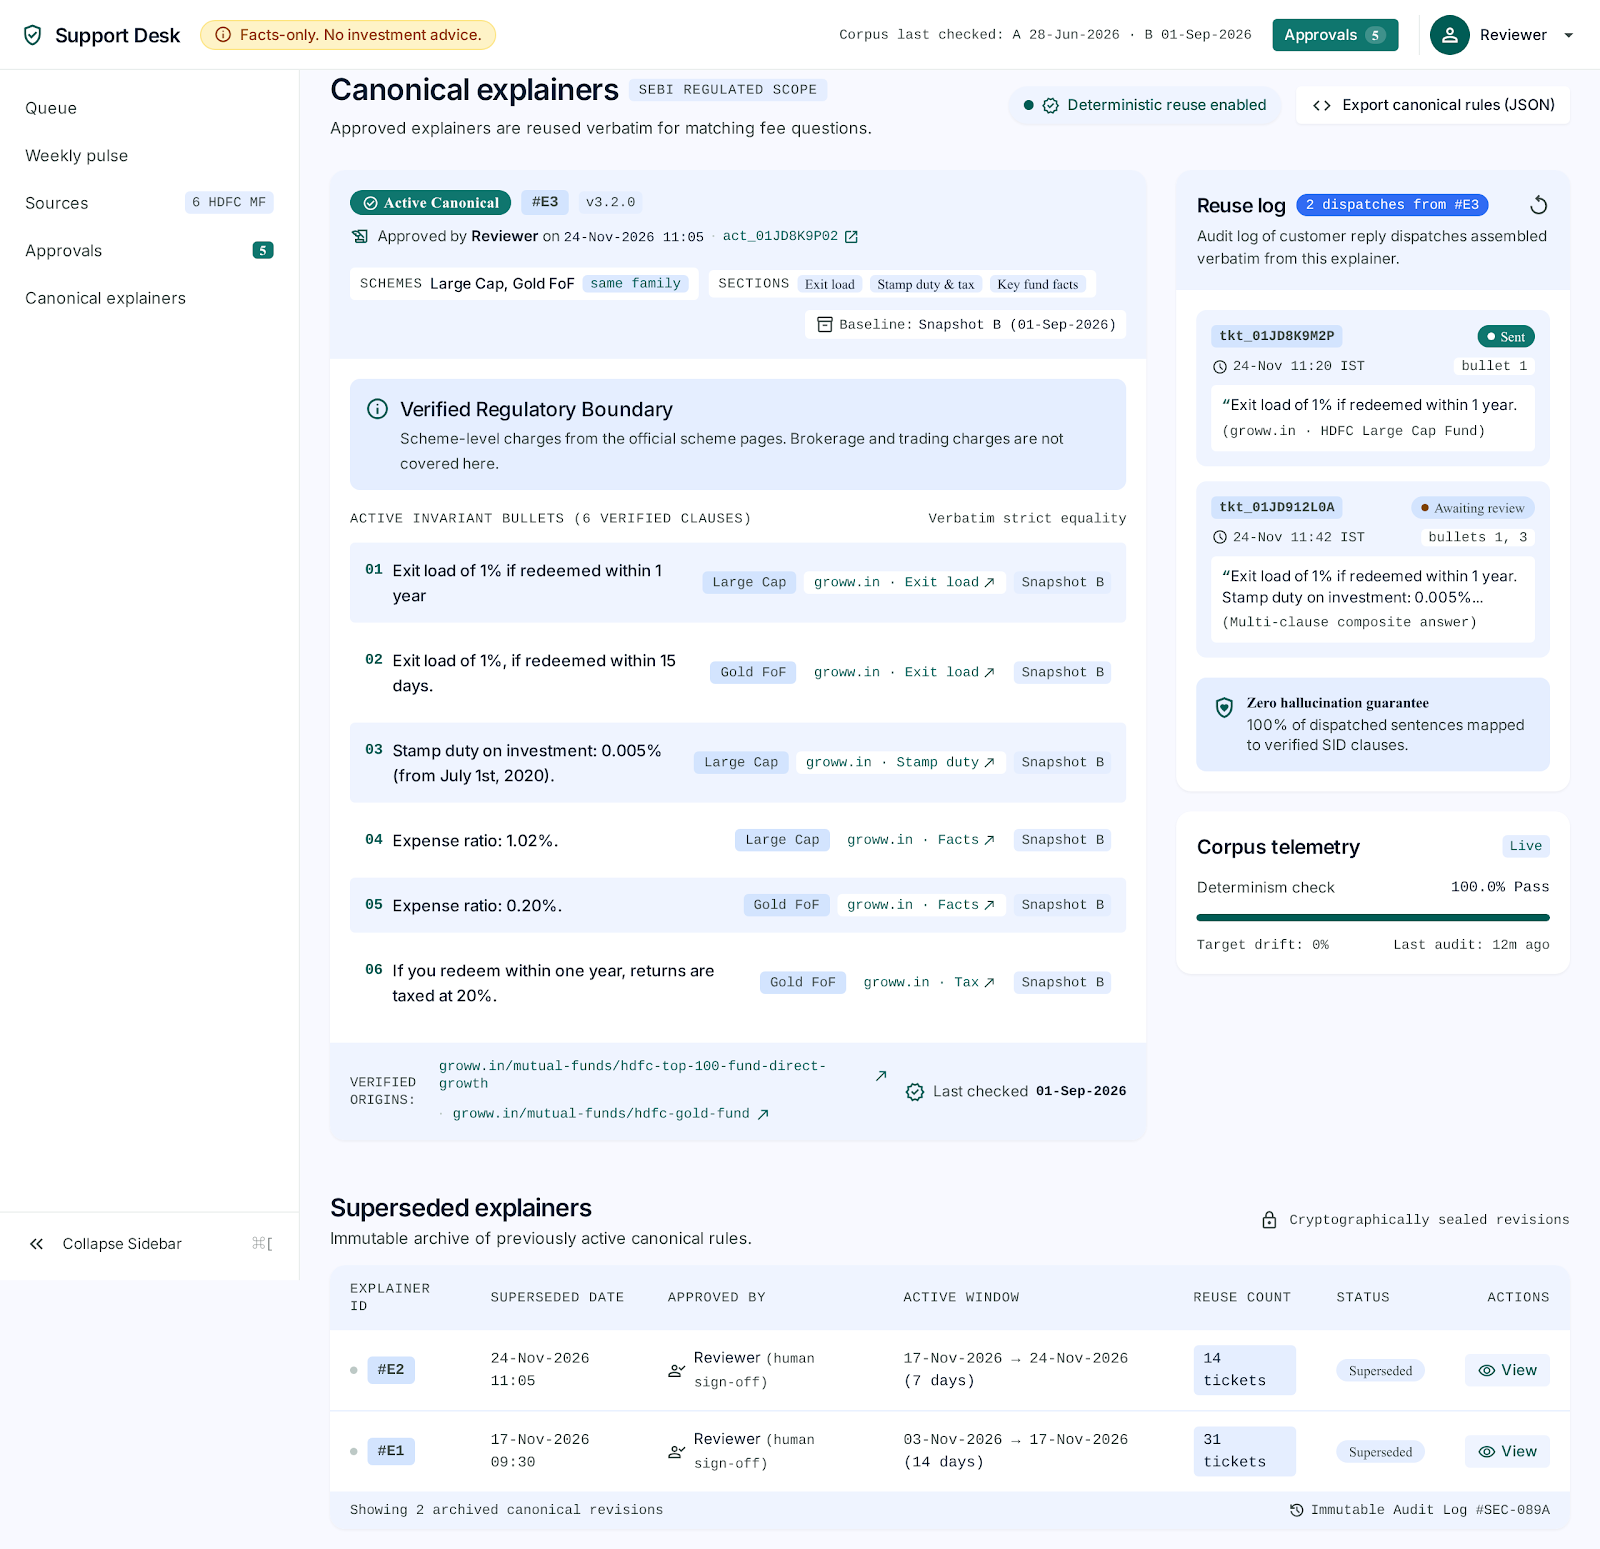 Support Desk
Facts-only. No investment advice.
Corpus last checked: A 28-Jun-2026 · B 01-Sep-2026
Approvals 5
Reviewer
Queue
Weekly pulse
Sources
6 HDFC MF
Approvals
5
Canonical explainers
Collapse Sidebar
⌘[
Canonical explainers
SEBI REGULATED SCOPE
Approved explainers are reused verbatim for matching fee questions.
Deterministic reuse enabled
Export canonical rules (JSON)
Active Canonical
#E3
v3.2.0
Approved by Reviewer on 24-Nov-2026 11:05 · act_01JD8K9P02
SCHEMES Large Cap, Gold FoF same family
SECTIONS Exit load Stamp duty & tax Key fund facts
Baseline: Snapshot B (01-Sep-2026)
Verified Regulatory Boundary
Scheme-level charges from the official scheme pages. Brokerage and trading charges are not
covered here.
ACTIVE INVARIANT BULLETS (6 VERIFIED CLAUSES)
Verbatim strict equality
01 Exit load of 1% if redeemed within 1
year
Large Cap groww.in · Exit load ↗ Snapshot B
02 Exit load of 1%, if redeemed within 15
days.
Gold FoF groww.in · Exit load ↗ Snapshot B
03 Stamp duty on investment: 0.005%
(from July 1st, 2020).
Large Cap groww.in · Stamp duty ↗ Snapshot B
04 Expense ratio: 1.02%.
Large Cap groww.in · Facts ↗ Snapshot B
05 Expense ratio: 0.20%.
Gold FoF groww.in · Facts ↗ Snapshot B
06 If you redeem within one year, returns are
taxed at 20%.
Gold FoF groww.in · Tax ↗ Snapshot B
VERIFIED
ORIGINS:
groww.in/mutual-funds/hdfc-top-100-fund-direct-
growth
· groww.in/mutual-funds/hdfc-gold-fund
Last checked 01-Sep-2026
Reuse log
2 dispatches from #E3
Audit log of customer reply dispatches assembled
verbatim from this explainer.
tkt_01JD8K9M2P
Sent
24-Nov 11:20 IST
bullet 1
“Exit load of 1% if redeemed within 1 year.
(groww.in · HDFC Large Cap Fund)
tkt_01JD912L0A
Awaiting review
24-Nov 11:42 IST
bullets 1, 3
“Exit load of 1% if redeemed within 1 year.
Stamp duty on investment: 0.005%…
(Multi-clause composite answer)
Zero hallucination guarantee
100% of dispatched sentences mapped
to verified SID clauses.
Corpus telemetry
Live
Determinism check
100.0% Pass
Target drift: 0%
Last audit: 12m ago
Superseded explainers
Immutable archive of previously active canonical rules.
Cryptographically sealed revisions
EXPLAINER
ID
SUPERSEDED DATE
APPROVED BY
ACTIVE WINDOW
REUSE COUNT
STATUS
ACTIONS
#E2
24-Nov-2026
11:05
Reviewer (human
sign-off)
17-Nov-2026 → 24-Nov-2026
(7 days)
14
tickets
Superseded
View
#E1
17-Nov-2026
09:30
Reviewer (human
sign-off)
03-Nov-2026 → 17-Nov-2026
(14 days)
31
tickets
Superseded
View
Showing 2 archived canonical revisions
Immutable Audit Log #SEC-089A